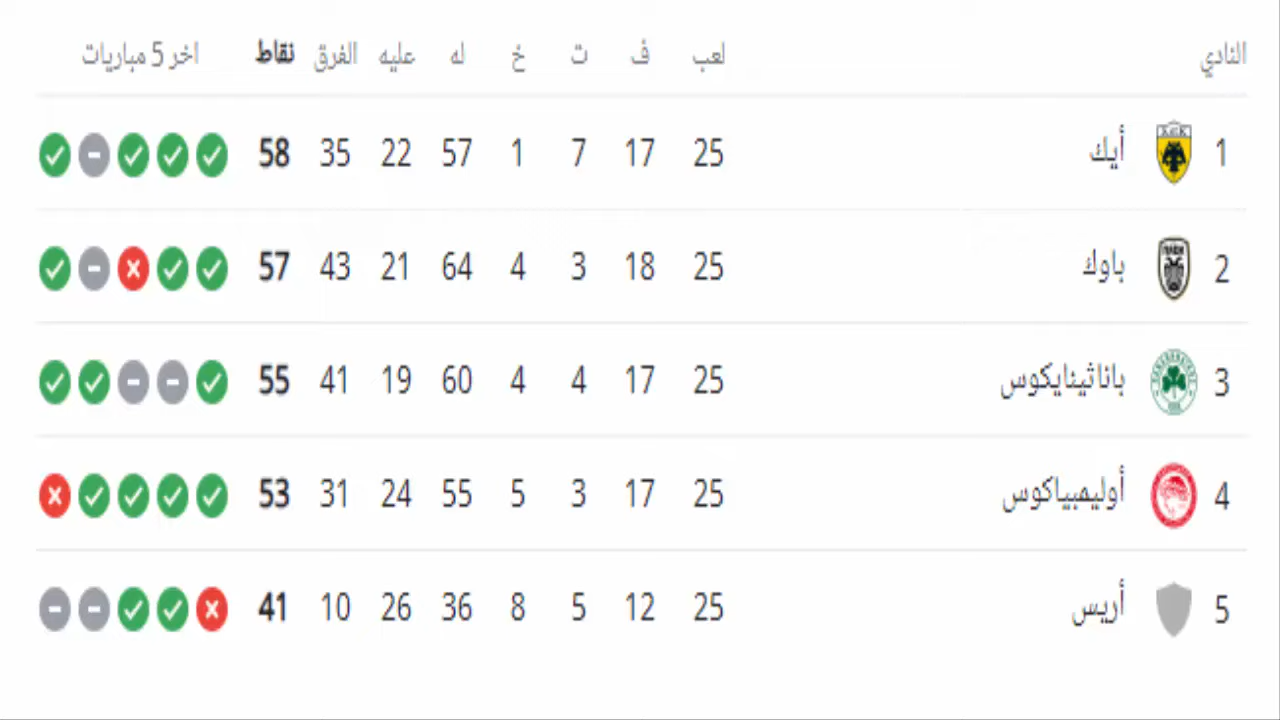 النادي لعب ف ت خ له عليه الفرق نقاط اخر 5 مباريات
1 أيك 25 17 7 1 57 22 35 58
2 باوك 25 18 3 4 64 21 43 57
3 باناثينايكوس 25 17 4 4 60 19 41 55
4 أوليمبياكوس 25 17 3 5 55 24 31 53
5 أريس 25 12 5 8 36 26 10 41